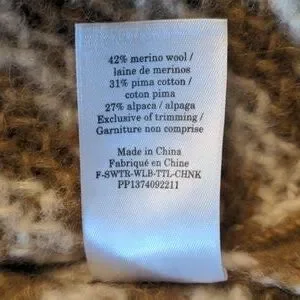 42% merino wool /
laine de merinos
31% pima cotton /
coton pima
27% alpaca / alpaga
Exclusive of trimming /
Garniture non comprise
Made in China
Fabriqué en Chine
F-SWTR-WLB-TTL-CHNK
PP1374092211